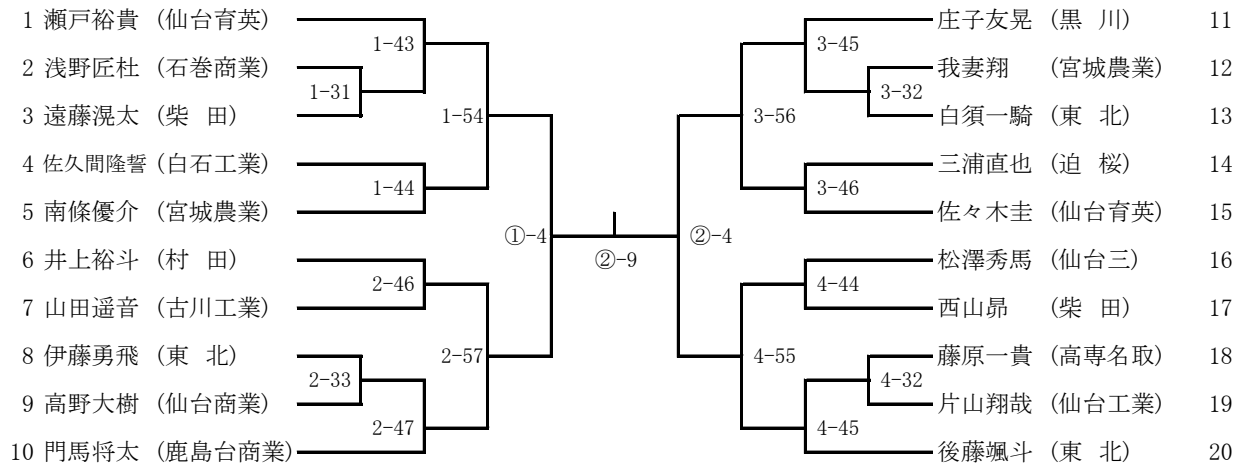 1 瀬戸裕貴 (仙台育英)
2 浅野匠杜 (石巻商業)
3 遠藤滉太 (柴 田)
4 佐久間隆誓 (白石工業)
5 南條優介 (宮城農業)
6 井上裕斗 (村 田)
7 山田遥音 (古川工業)
8 伊藤勇飛 (東 北)
9 高野大樹 (仙台商業)
10 門馬将太 (鹿島台商業)
1-43
1-31
1-54
1-44
①-4
2-46
2-57
2-33
2-47
②-9
②-4
3-45
3-32
3-56
3-46
4-44
4-55
4-32
4-45
庄子友晃 (黒 川) 11
我妻翔 (宮城農業) 12
白須一騎 (東 北) 13
三浦直也 (迫 桜) 14
佐々木圭 (仙台育英) 15
松澤秀馬 (仙台三) 16
西山昴 (柴 田) 17
藤原一貴 (高専名取) 18
片山翔哉 (仙台工業) 19
後藤颯斗 (東 北) 20